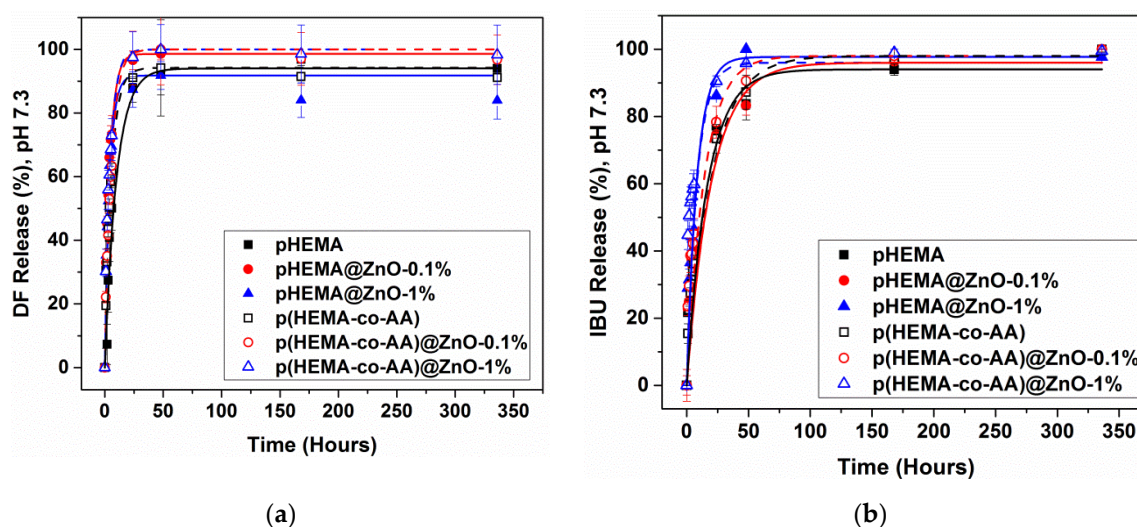 DF Release (%), pH 7.3
100
80
60
40
20
0
pHEMA
pHEMA@ZnO-0.1%
pHEMA@ZnO-1%
p(HEMA-co-AA)
p(HEMA-co-AA)@ZnO-0.1%
p(HEMA-co-AA)@ZnO-1%
0 50 100 150 200 250 300 350
Time (Hours)
(a)
IBU Release (%), pH 7.3
100
80
60
40
20
0
pHEMA
pHEMA@ZnO-0.1%
pHEMA@ZnO-1%
p(HEMA-co-AA)
p(HEMA-co-AA)@ZnO-0.1%
p(HEMA-co-AA)@ZnO-1%
0 50 100 150 200 250 300 350
Time (Hours)
(b)